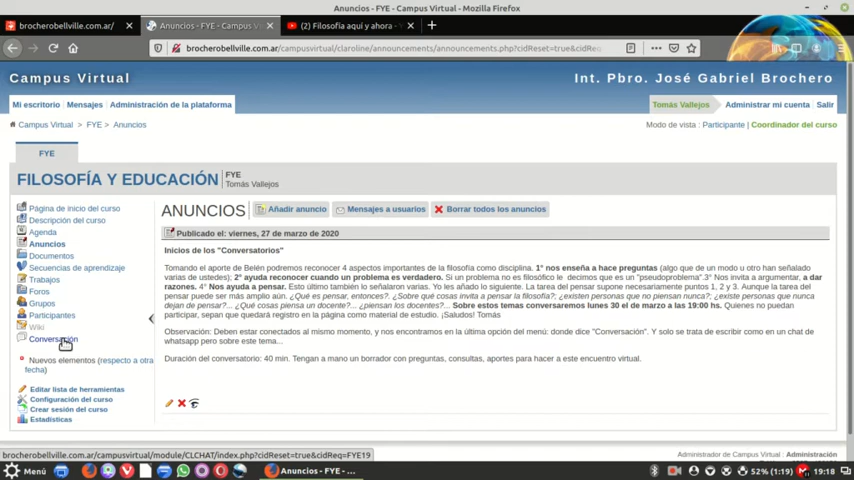 Anuncios - FYE - Campus Virtual - Mozilla Firefox
brocherobellville.com.ar/
Anuncios - FYE - Campus V
(2) Filosofía aquí y ahora -
brocherobellville.com.ar/campusvirtual/claroline/announcements/announcements.php?cidReset=true&cidReq
Campus Virtual
Int. Pbro. José Gabriel Brochero
Mi escritorio Mensajes Administración de la plataforma
Tomás Vallejos Administrar mi cuenta Salir
Campus Virtual > FYE > Anuncios
Modo de vista : Participante | Coordinador del curso
FYE
FILOSOFÍA Y EDUCACIÓN
FYE
Tomás Vallejos
Página de inicio del curso
Descripción del curso
Agenda
Anuncios
Documentos
Secuencias de aprendizaje
Trabajos
Foros
Grupos
Participantes
Wiki
Conversación
Nuevos elementos (respecto a otra
fecha)
Editar lista de herramientas
Configuración del curso
Crear sesión del curso
Estadísticas
ANUNCIOS
Añadir anuncio
Mensajes a usuarios
Borrar todos los anuncios
Publicado el: viernes, 27 de marzo de 2020
Inicios de los "Conversatorios"
Tomando el aporte de Belén podremos reconocer 4 aspectos importantes de la filosofía como disciplina. 1° nos enseña a hace preguntas (algo que de un modo u otro han señalado
varias de ustedes); 2° ayuda reconocer cuando un problema es verdadero. Si un problema no es filosófico le decimos que es un "pseudoproblema".3° Nos invita a argumentar, a dar
razones. 4° Nos ayuda a pensar. Esto último también lo señalaron varias. Yo les añado lo siguiente. La tarea del pensar supone necesariamente puntos 1, 2 y 3. Aunque la tarea del
pensar puede ser más amplio aún. ¿Qué es pensar, entonces?, ¿Sobre qué cosas invita a pensar la filosofía?; ¿existen personas que no piensan nunca?; ¿existe personas que nunca
dejan de pensar?; ¿los estudiantes piensan..?; ¿piensan los docentes?... Sobre estos temas conversaremos lunes 30 el de marzo a las 19:00 hs. Quienes no puedan
participar, sepan que quedará registro en la página como material de estudio. ¡Saludos! Tomás
Observación: Deben estar conectados al mismo momento, y nos encontramos en la última opción del menú: donde dice "Conversación". Y solo se trata de escribir como en un chat de
whatsapp pero sobre este tema...
Duración del conversatorio: 40 min. Tengan a mano un borrador con preguntas, consultas, aportes para hacer a este encuentro virtual.
brocherobellville.com.ar/campusvirtual/module/CLCHAT/index.php?cidReset=true&cidReq=FYE19
Administrador de Campus Virtual : Administración
Menú
Anuncios - FYE - ...
52% (1:19)
19:18